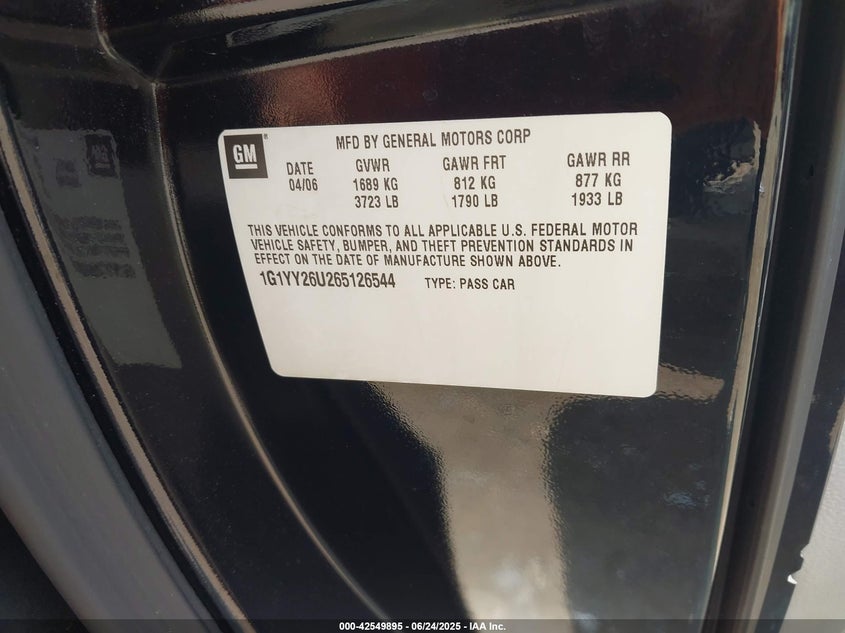 GM
MFD BY GENERAL MOTORS CORP
DATE GVWR GAWR FRT GAWR RR
04/06 1689 KG 812 KG 877 KG
3723 LB 1790 LB 1933 LB
THIS VEHICLE CONFORMS TO ALL APPLICABLE U.S. FEDERAL MOTOR
VEHICLE SAFETY, BUMPER, AND THEFT PREVENTION STANDARDS IN
EFFECT ON THE DATE OF MANUFACTURE SHOWN ABOVE.
1G1YY26U265126544 TYPE: PASS CAR
000-42549895 - 06/24/2025 - IAA Inc.